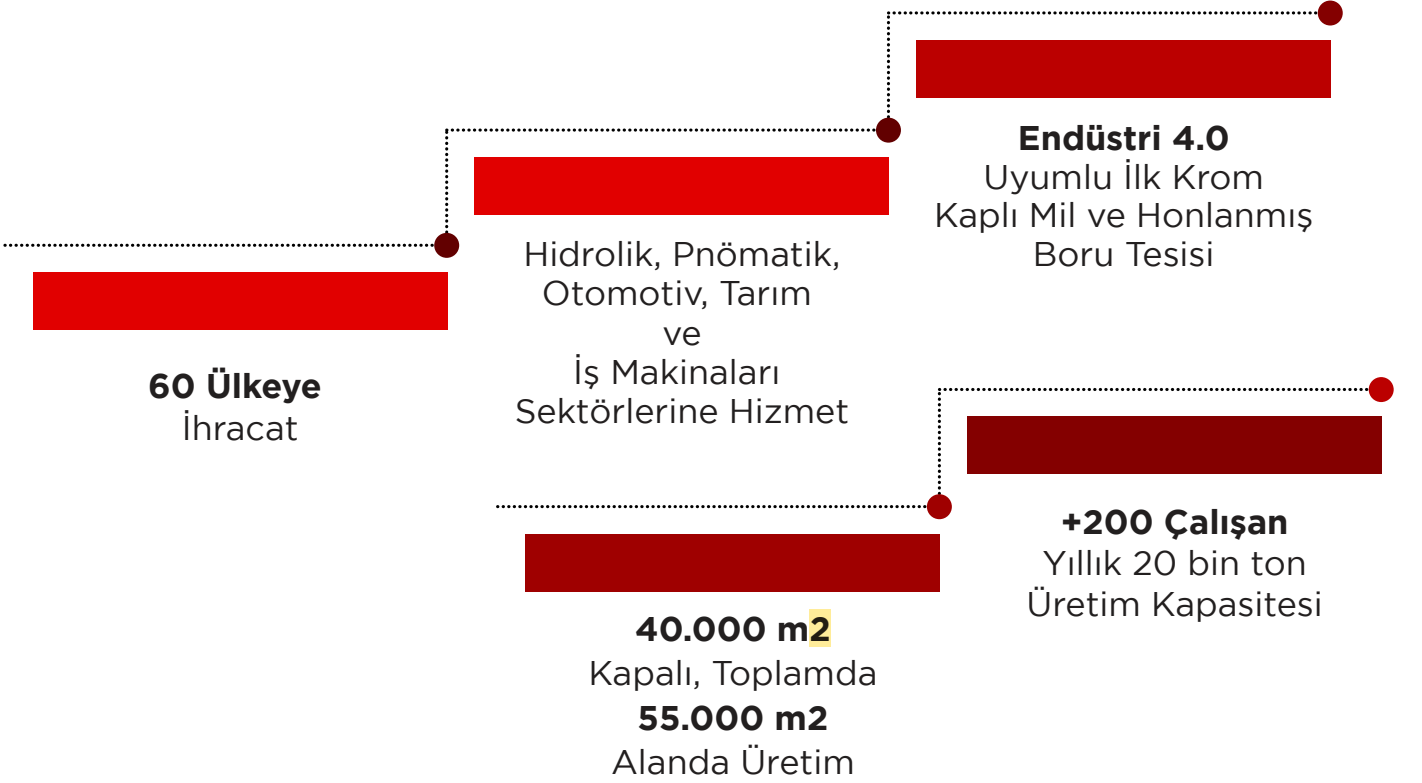 60 Ülkeye
İhracat
Hidrolik, Pnömatik,
Otomotiv, Tarım
ve
İş Makinaları
Sektörlerine Hizmet
Endüstri 4.0
Uyumlu İlk Krom
Kaplı Mil ve Honlanmış
Boru Tesisi
40.000 m2
Kapalı, Toplamda
55.000 m2
Alanda Üretim
+200 Çalışan
Yıllık 20 bin ton
Üretim Kapasitesi